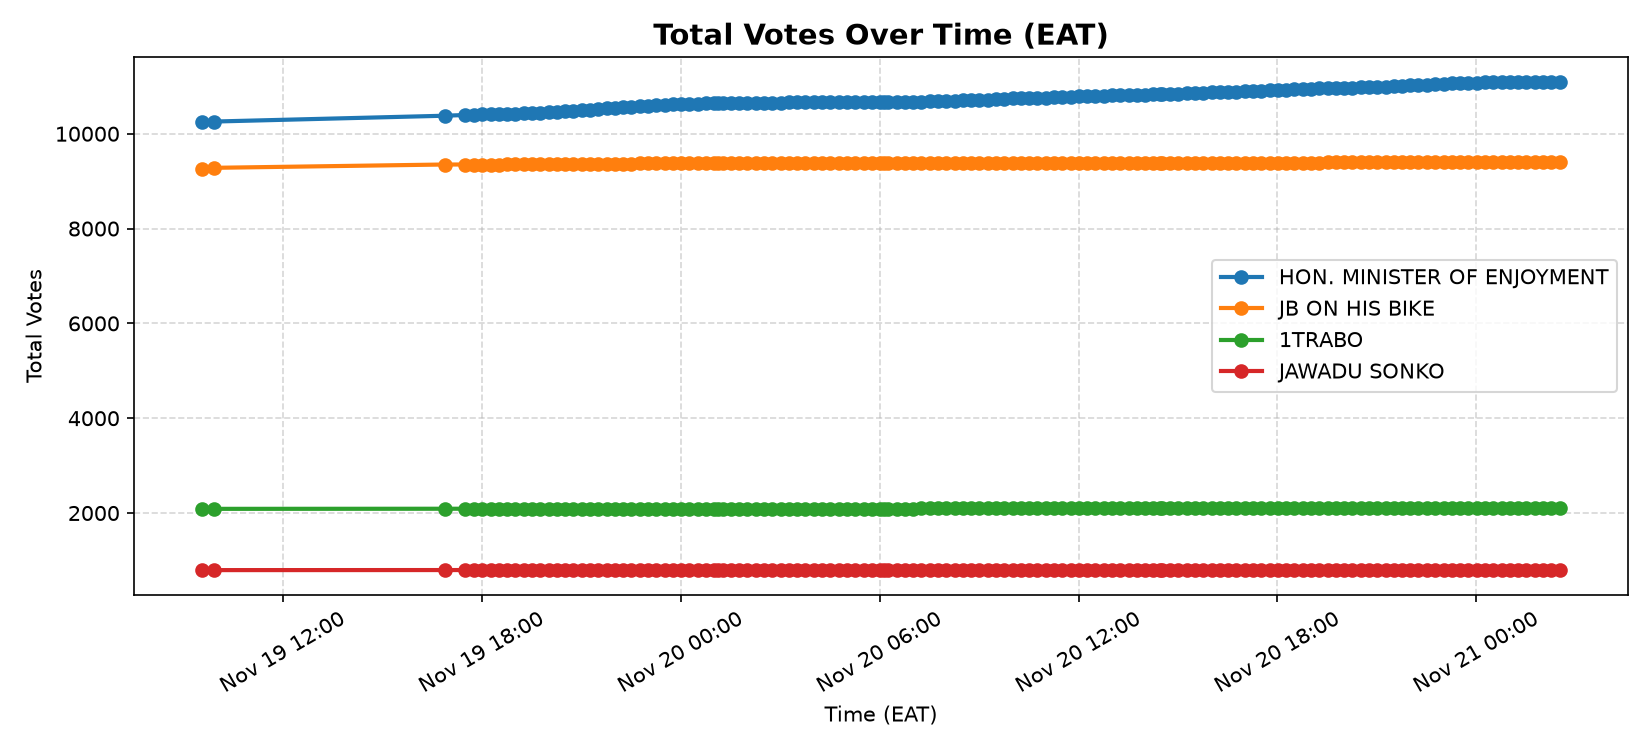 Total Votes Over Time (EAT)
Total Votes
10000
8000
6000
4000
2000
HON. MINISTER OF ENJOYMENT
JB ON HIS BIKE
1TRABO
JAWADU SONKO
Nov 19 12:00
Nov 19 18:00
Nov 20 00:00
Nov 20 06:00
Nov 20 12:00
Nov 20 18:00
Nov 21 00:00
Time (EAT)